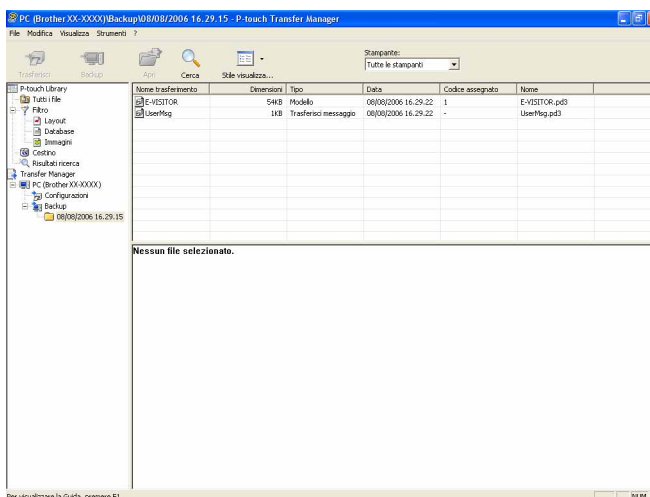 PC (Brother XX-XXXX)\Backup\08/08/2006 16.29.15 - P-touch Transfer Manager
File Modifica Visualizza Strumenti ?
Trasferisci Backup Apri Cerca Stile visualizza...
Stampante:
Tutte le stampanti
P-touch Library
Tutti i file
Filtro
Layout
Database
Immagini
Cestino
Risultati ricerca
Transfer Manager
PC (Brother XX-XXXX)
Configurazioni
Backup
08/08/2006 16.29.15
Nome trasferimento Dimensioni Tipo Data Codice assegnato Nome
E-VISITOR 54KB Modello 08/08/2006 16.29.22 1 E-VISITOR.pd3
UserMsg 1KB Trasferisci messaggio 08/08/2006 16.29.22 - UserMsg.pd3
Nessun file selezionato.
Per visualizzare la Guida, premere F1
NUM